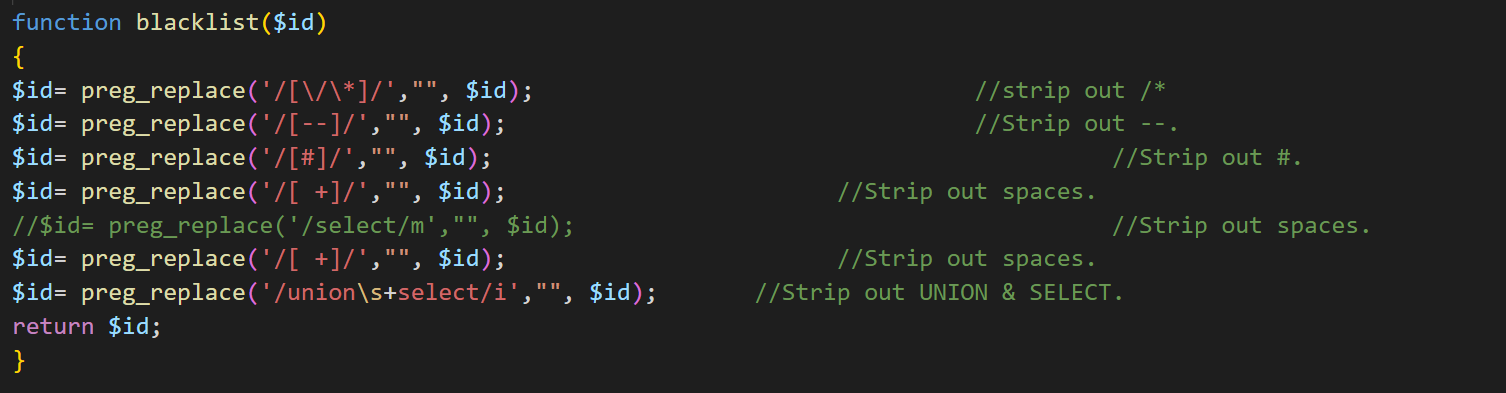 function blacklist($id)
{
$id= preg_replace('/[\/\*]/',"", $id);				//strip out /*
$id= preg_replace('/[--]/',"", $id);				//Strip out --.
$id= preg_replace('/[#]/',"", $id);					//Strip out #.
$id= preg_replace('/[ +]/',"", $id);	    		//Strip out spaces.
//$id= preg_replace('/select/m',"", $id);	   		 	//Strip out spaces.
$id= preg_replace('/[ +]/',"", $id);	    		//Strip out spaces.
$id= preg_replace('/union\s+select/i',"", $id);	    //Strip out UNION & SELECT.
return $id;
}